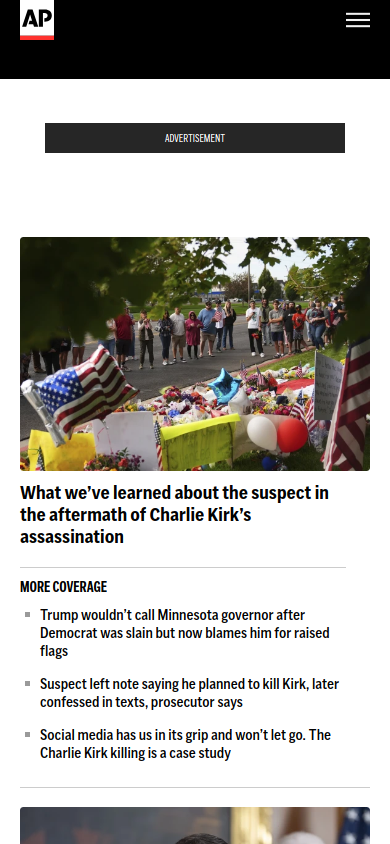 AP
ADVERTISEMENT
What we've learned about the suspect in
the aftermath of Charlie Kirk's
assassination
MORE COVERAGE
Trump wouldn't call Minnesota governor after
Democrat was slain but now blames him for raised
flags
Suspect left note saying he planned to kill Kirk, later
confessed in texts, prosecutor says
Social media has us in its grip and won't let go. The
Charlie Kirk killing is a case study